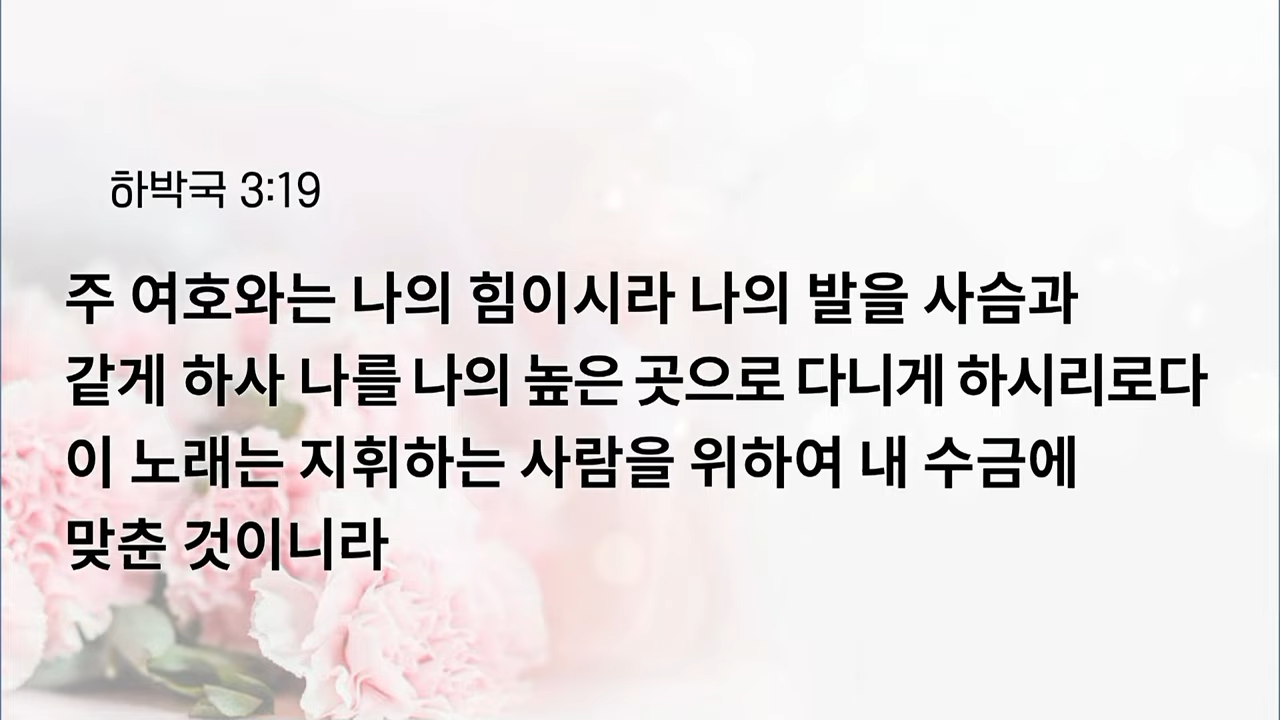 하박국 3:19
주 여호와는 나의 힘이시라 나의 발을 사슴과
같게 하사 나를 나의 높은 곳으로 다니게 하시리로다
이 노래는 지휘하는 사람을 위하여 내 수금에
맞춘 것이니라